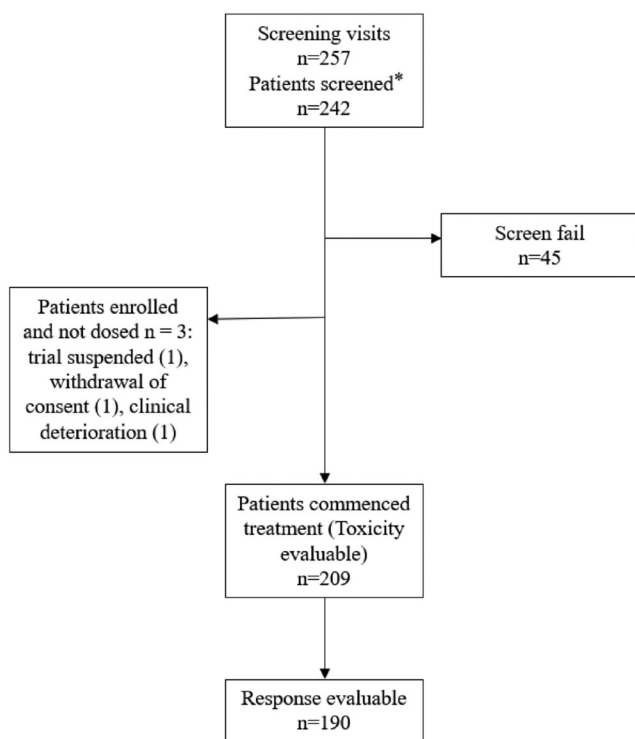 Screening visits
n=257
Patients screened*
n=242
Screen fail
n=45
Patients enrolled
and not dosed n = 3:
trial suspended (1),
withdrawal of
consent (1), clinical
deterioration (1)
Patients commenced
treatment (Toxicity
evaluable)
n=209
Response evaluable
n=190